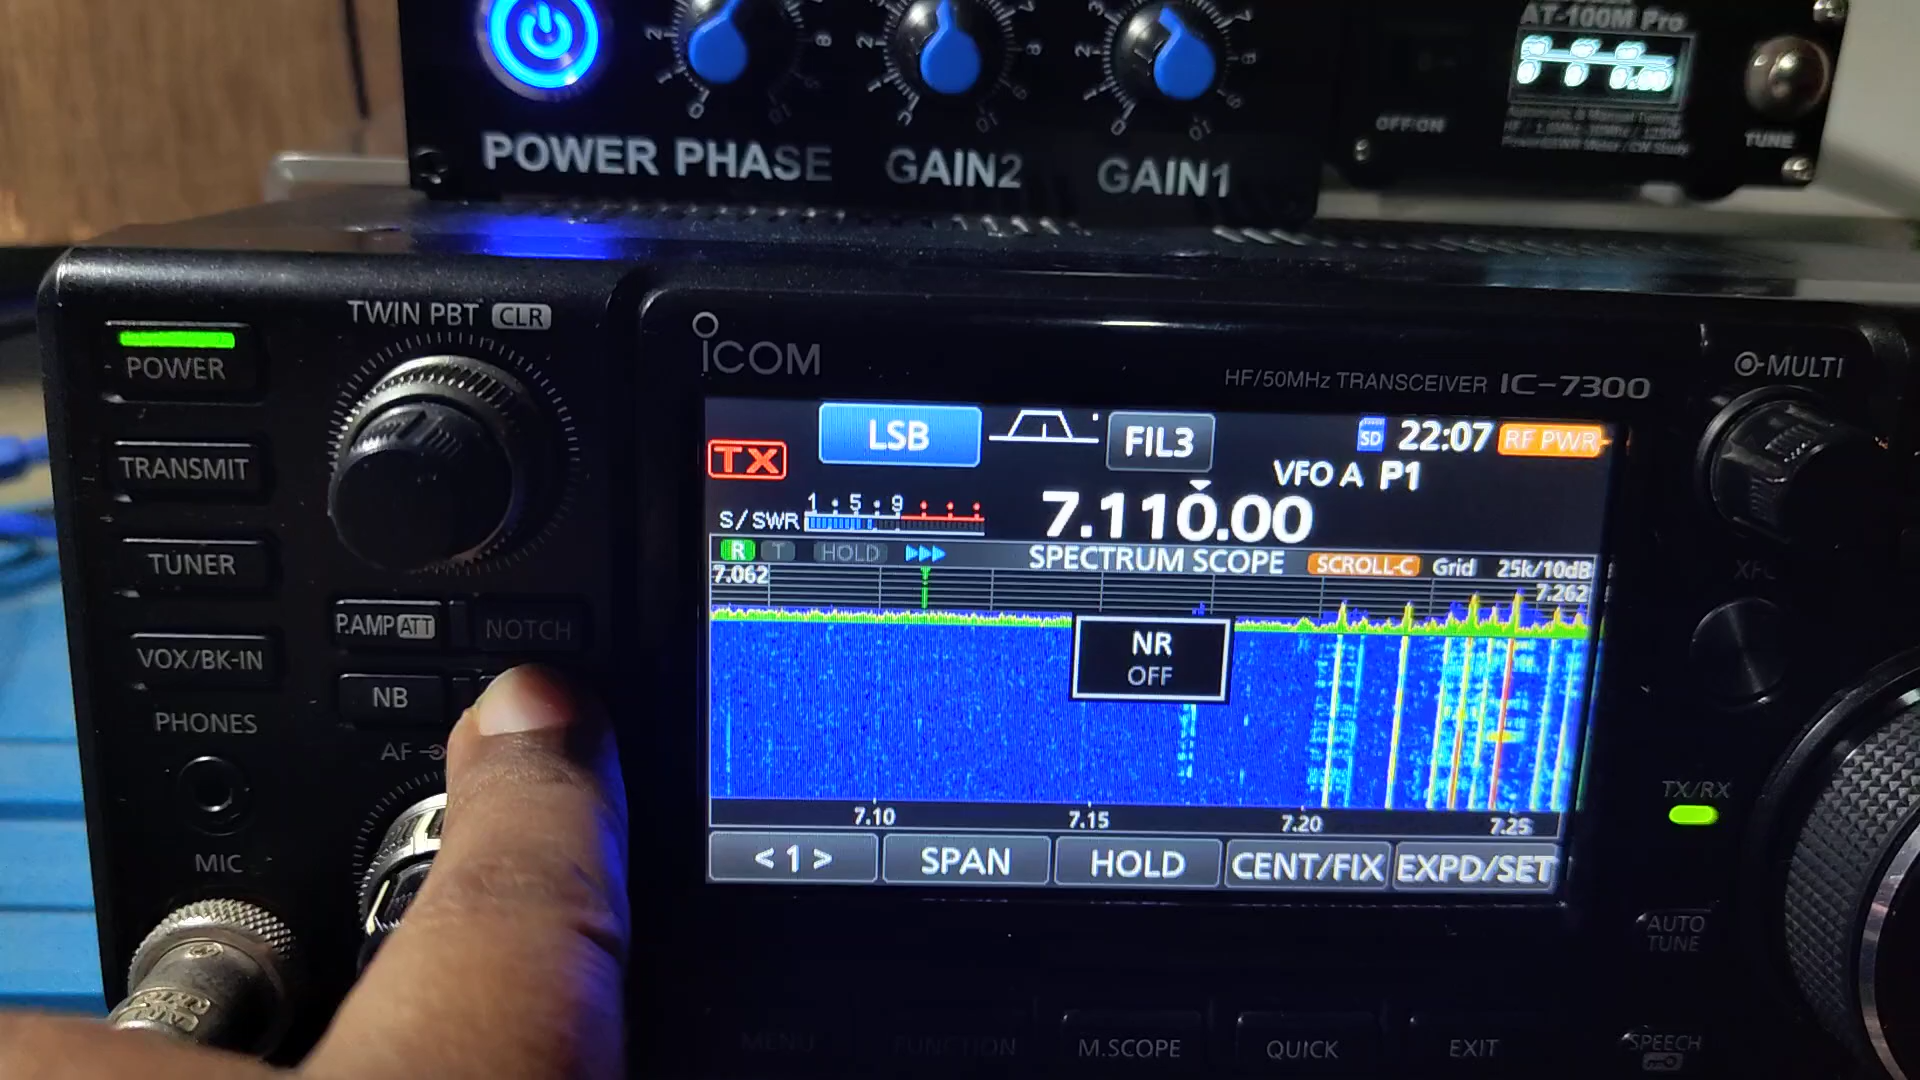 AT-100M Pro
OFF/ON
TUNE
POWER PHASE GAIN2 GAIN1
TWIN PBT CLR
ICOM
HF/50MHz TRANSCEIVER IC-7300
MULTI
POWER
TRANSMIT
TUNER
VOX/BK-IN
PHONES
MIC
P.AMP ATT
NOTCH
NB
AF
LSB
FIL3
SD
22:07
RF PWR
TX
VFO A P1
S/SWR 1 5 9
7.110.00
R T HOLD SPECTRUM SCOPE SCROLL-C Grid 25k/10dB
7.062
7.262
NR
OFF
7.10 7.15 7.20 7.25
<1> SPAN HOLD CENT/FIX EXPD/SET
TX/RX
AUTO
TUNE
MENU FUNCTION M.SCOPE QUICK EXIT
SPEECH